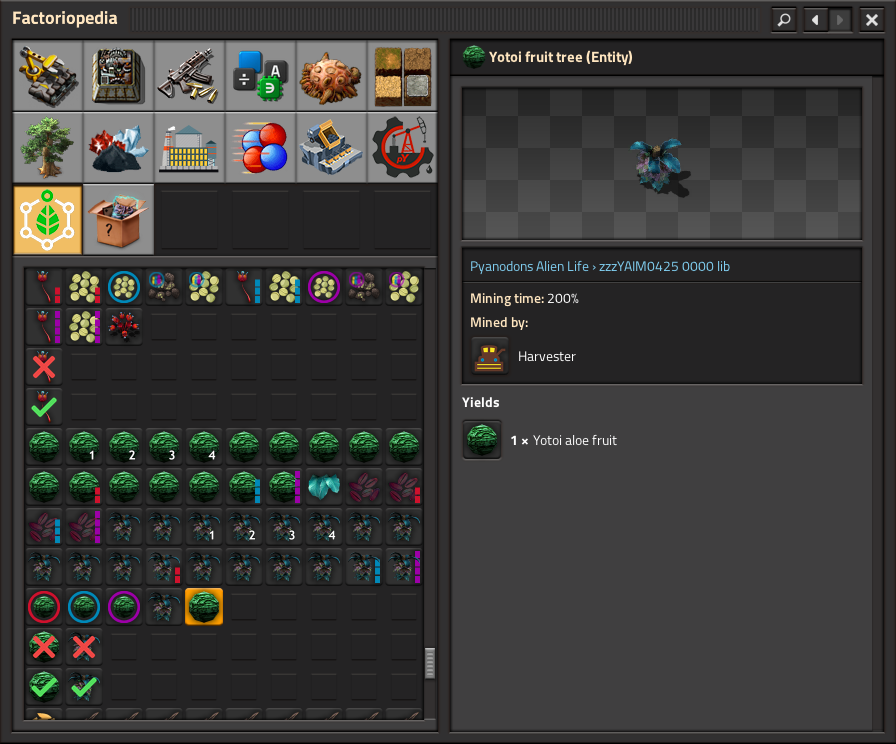 Factoriopedia
Yotoi fruit tree (Entity)
A
÷
Э
pY
?
Pyanodons Alien Life › zzzYAIM0425 0000 lib
Mining time: 200%
Mined by:
Harvester
Yields
1 × Yotoi aloe fruit
1 2 3 4
1 2 3 4